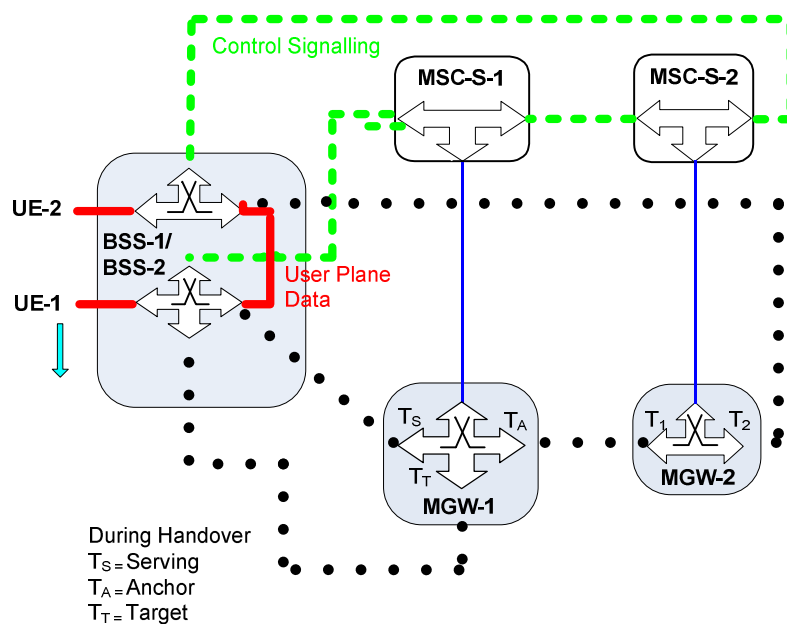 Control Signalling
MSC-S-1
MSC-S-2
UE-2
BSS-1/
BSS-2
User Plane
Data
UE-1
TS
TA
TT
MGW-1
T1
T2
MGW-2
During Handover
TS = Serving
TA = Anchor
TT = Target